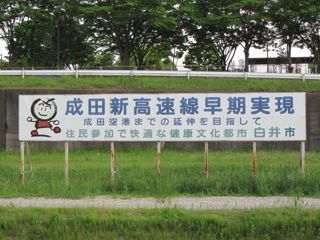 成田新高速線早期実現
成田空港までの延伸を目指して
住民参加で快適な健康文化都市 白井市